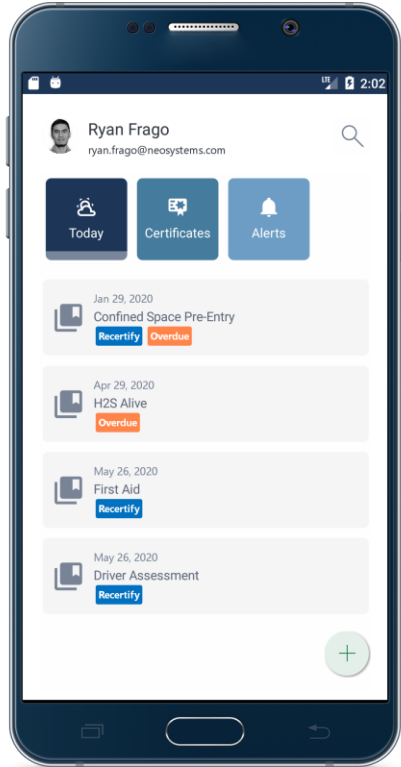 LTE 2:02
Ryan Frago
ryan.frago@neosystems.com
Today Certificates Alerts
Jan 29, 2020
Confined Space Pre-Entry
Recertify Overdue
Apr 29, 2020
H2S Alive
Overdue
May 26, 2020
First Aid
Recertify
May 26, 2020
Driver Assessment
Recertify